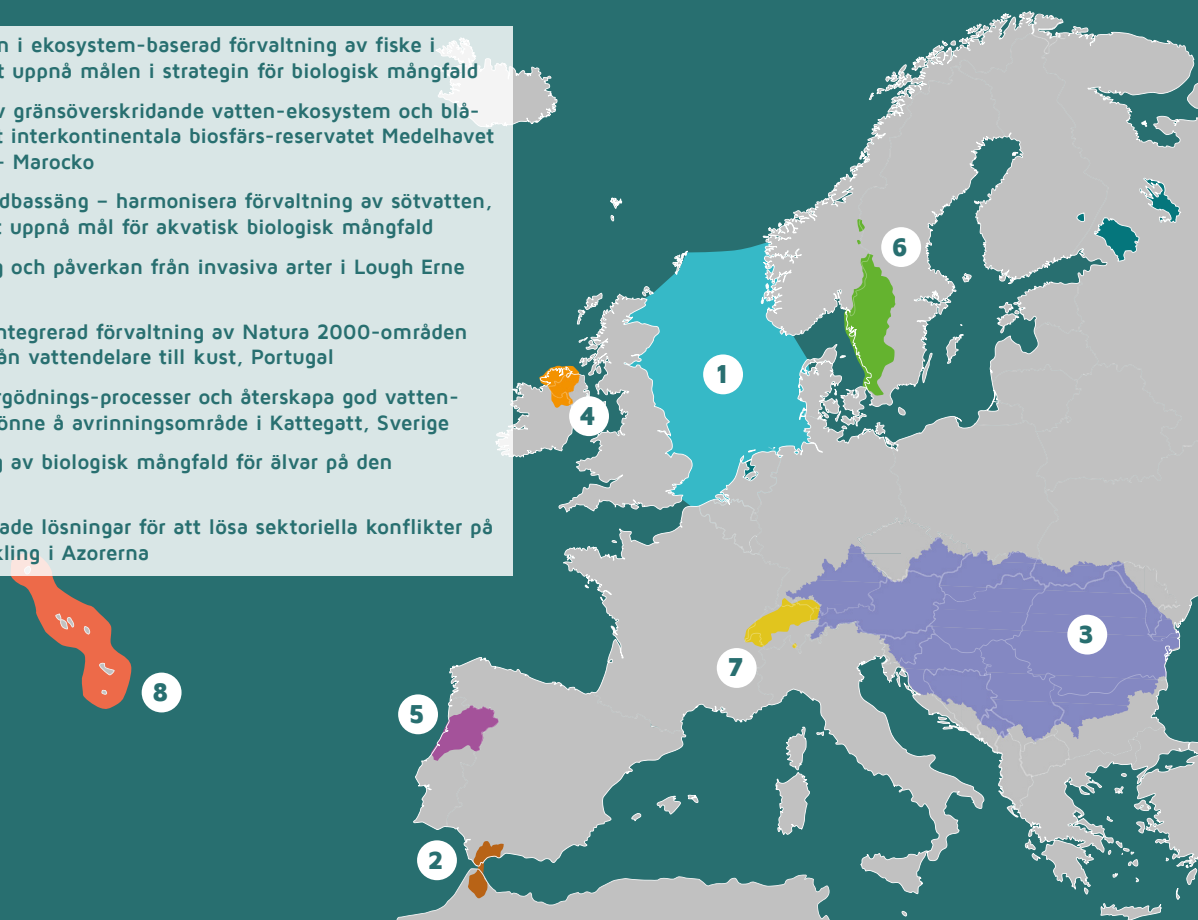 n i ekosystem-baserad förvaltning av fiske i
t uppnå målen i strategin för biologisk mångfald
v gränsöverskridande vatten-ekosystem och blå-
t interkontinentala biosfärs-reservatet Medelhavet
- Marocko
dbassäng – harmonisera förvaltning av sötvatten,
t uppnå mål för akvatisk biologisk mångfald
g och påverkan från invasiva arter i Lough Erne
ntegrerad förvaltning av Natura 2000-områden
ån vattendelare till kust, Portugal
rgödnings-processer och återskapa god vatten-
önne å avrinningsområde i Kattegatt, Sverige
g av biologisk mångfald för älvar på den
ade lösningar för att lösa sektoriella konflikter på
kling i Azorerna
6
1
4
3
7
8
5
2